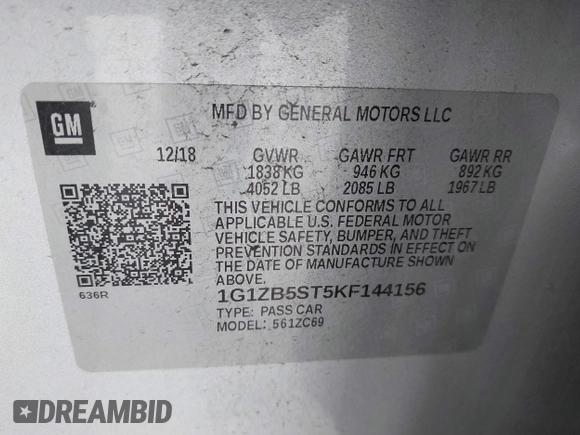 GM
MFD BY GENERAL MOTORS LLC
12/18 GVWR GAWR FRT GAWR RR
1838 KG 946 KG 892 KG
4052 LB 2085 LB 1967 LB
THIS VEHICLE CONFORMS TO ALL
APPLICABLE U.S. FEDERAL MOTOR
VEHICLE SAFETY, BUMPER, AND THEFT
PREVENTION STANDARDS IN EFFECT ON
THE DATE OF MANUFACTURE SHOWN
ABOVE.
636R
1G1ZB5ST5KF144156
TYPE: PASS CAR
MODEL: 561ZC69
DREAMBID